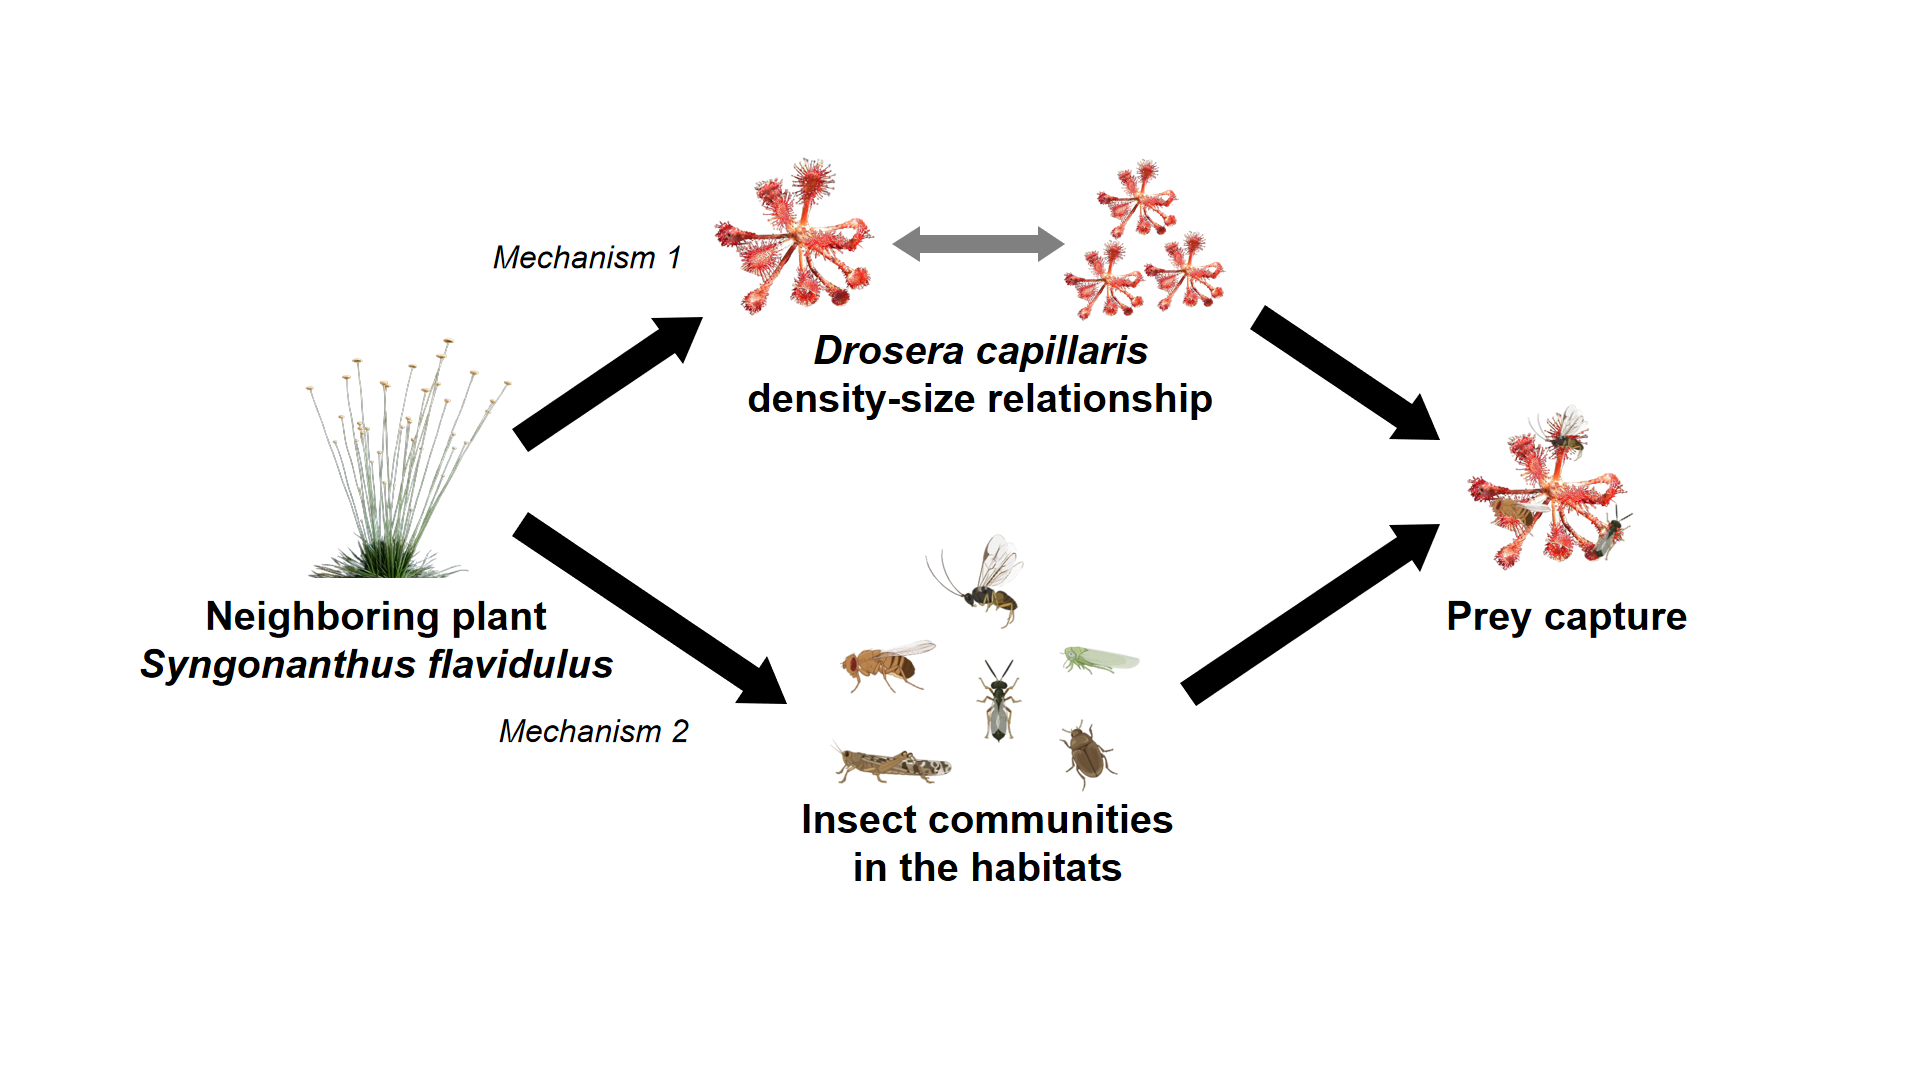 Mechanism 1
Drosera capillaris
density-size relationship
Neighboring plant
Syngonanthus flavidulus
Prey capture
Mechanism 2
Insect communities
in the habitats